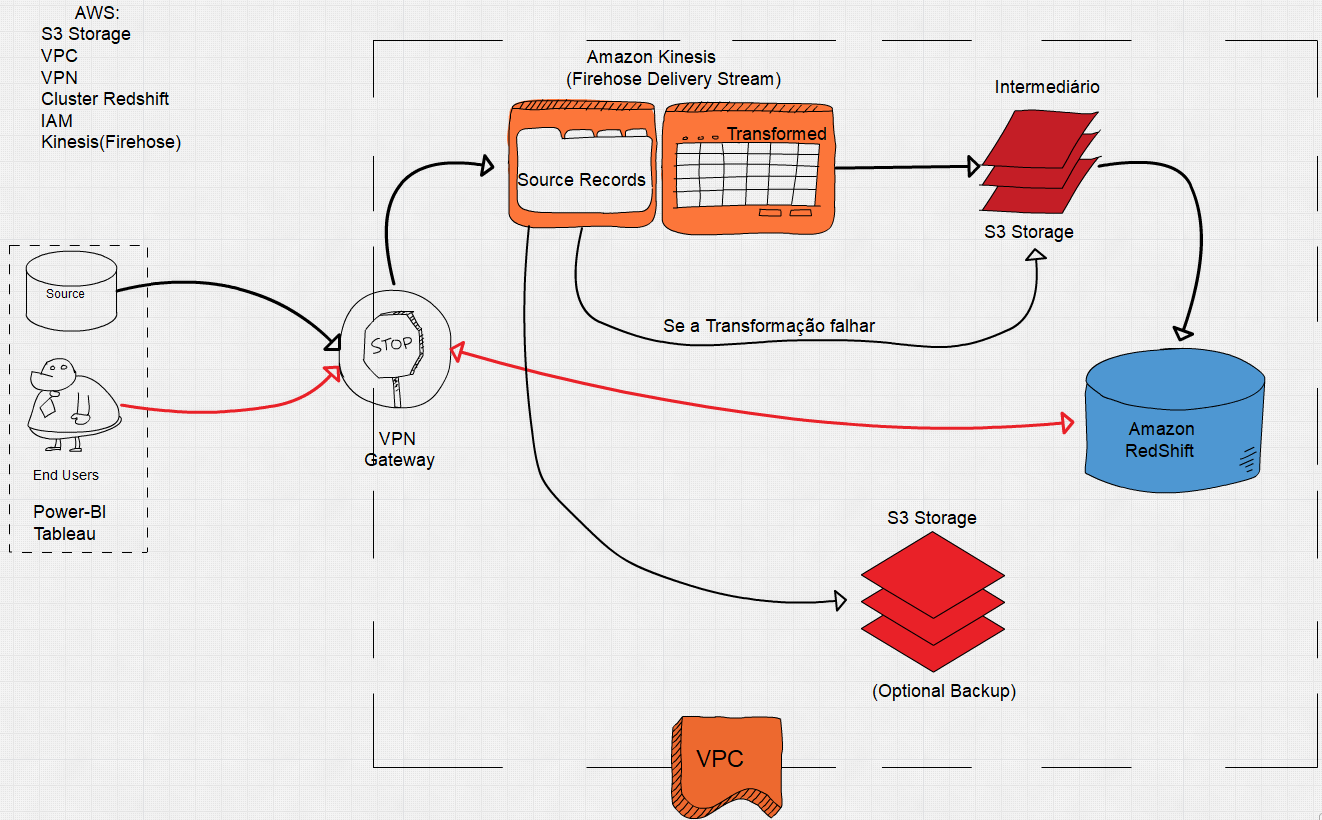 AWS:
S3 Storage
VPC
VPN
Cluster Redshift
IAM
Kinesis(Firehose)
Amazon Kinesis
(Firehose Delivery Stream)
Intermediário
Transformed
Source Records
S3 Storage
Source
STOP
Se a Transformação falhar
Amazon
RedShift
VPN
Gateway
End Users
Power-BI
Tableau
S3 Storage
(Optional Backup)
VPC